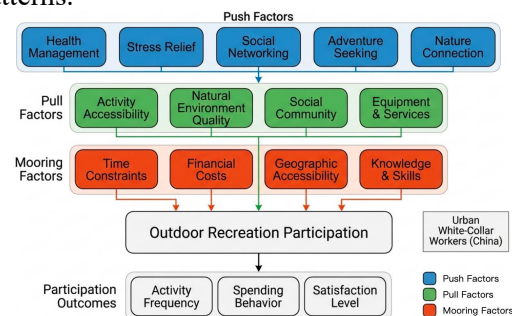 Push Factors
Health
Management
Stress Relief
Social
Networking
Adventure
Seeking
Nature
Connection
Pull
Factors
Activity
Accessibility
Natural
Environment
Quality
Social
Community
Equipment
& Services
Mooring
Factors
Time
Constraints
Financial
Costs
Geographic
Accessibility
Knowledge
& Skills
Outdoor Recreation Participation
Urban
White-Collar
Workers (China)
Participation
Outcomes
Activity
Frequency
Spending
Behavior
Satisfaction
Level
Push Factors
Pull Factors
Mooring Factors